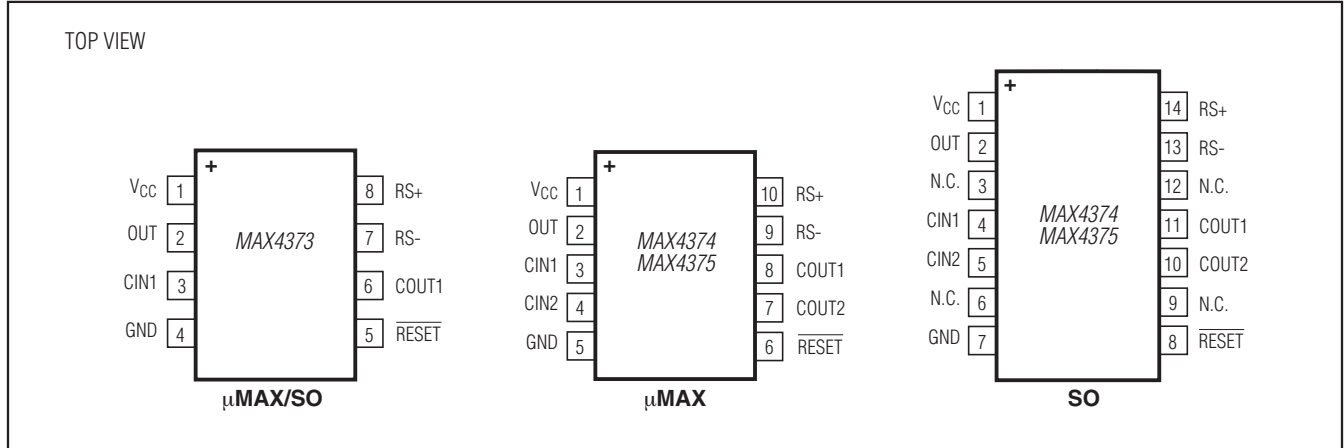 TOP VIEW
+
MAX4373
VCC 1
OUT 2
CIN1 3
GND 4
8 RS+
7 RS-
6 COUT1
5 RESET
μMAX/SO
+
MAX4374
MAX4375
VCC 1
OUT 2
CIN1 3
CIN2 4
GND 5
10 RS+
9 RS-
8 COUT1
7 COUT2
6 RESET
μMAX
+
MAX4374
MAX4375
VCC 1
OUT 2
N.C. 3
CIN1 4
CIN2 5
N.C. 6
GND 7
14 RS+
13 RS-
12 N.C.
11 COUT1
10 COUT2
9 N.C.
8 RESET
SO